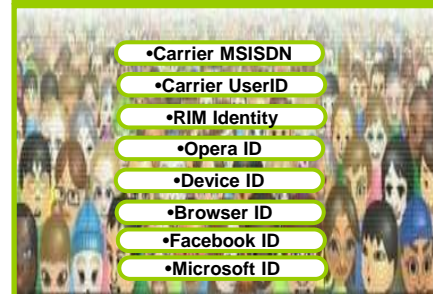 •Carrier MSISDN
•Carrier UserID
•RIM Identity
•Opera ID
•Device ID
•Browser ID
•Facebook ID
•Microsoft ID